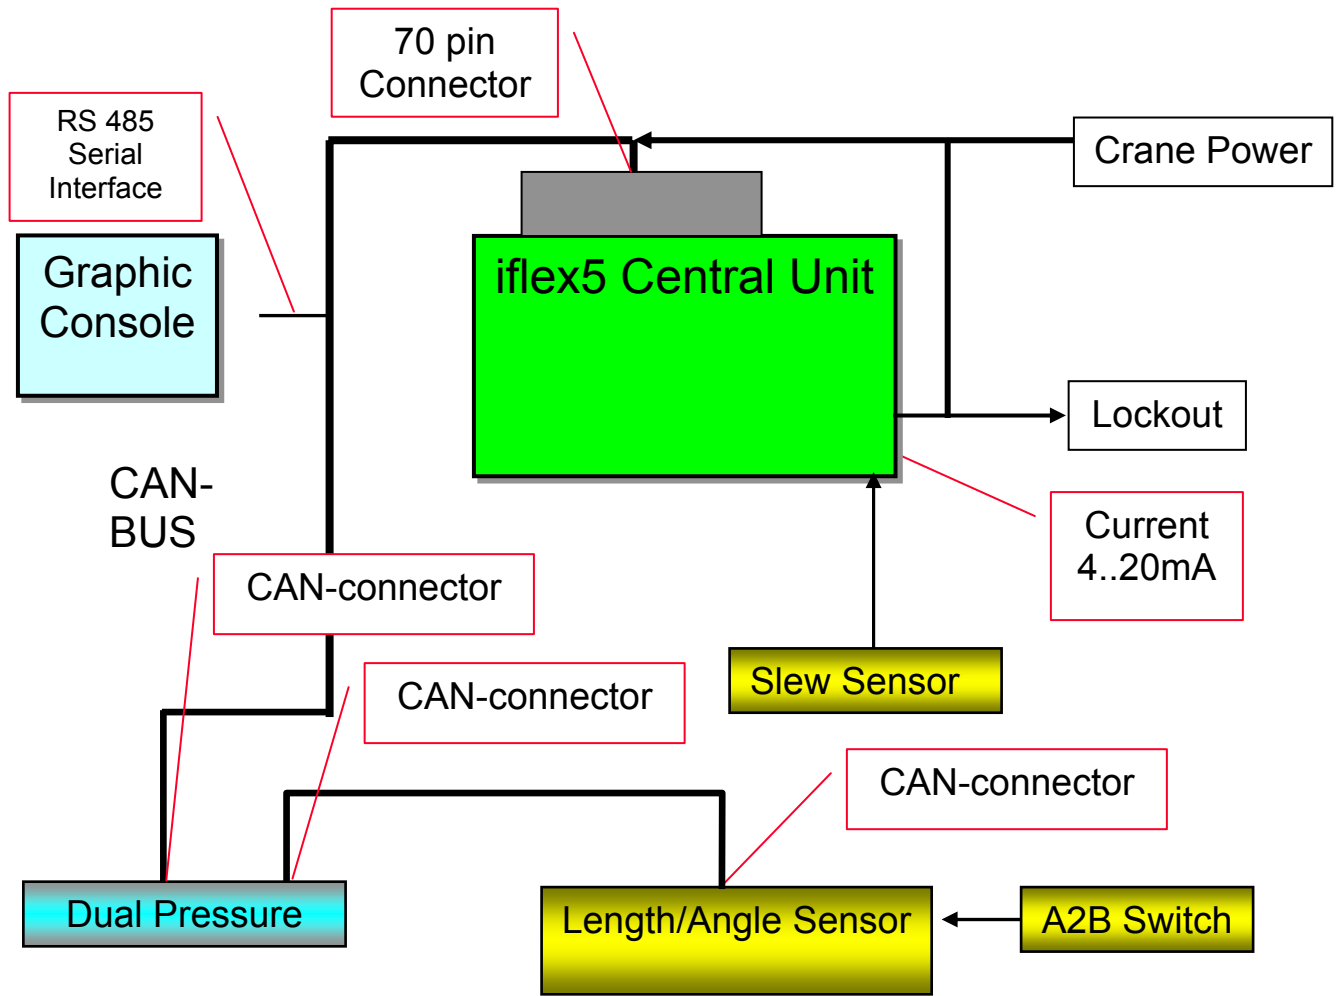 70 pin
Connector
RS 485
Serial
Interface
Crane Power
Graphic
Console
iflex5 Central Unit
Lockout
CAN-
BUS
Current
4..20mA
CAN-connector
CAN-connector
Slew Sensor
CAN-connector
Dual Pressure
Length/Angle Sensor
A2B Switch